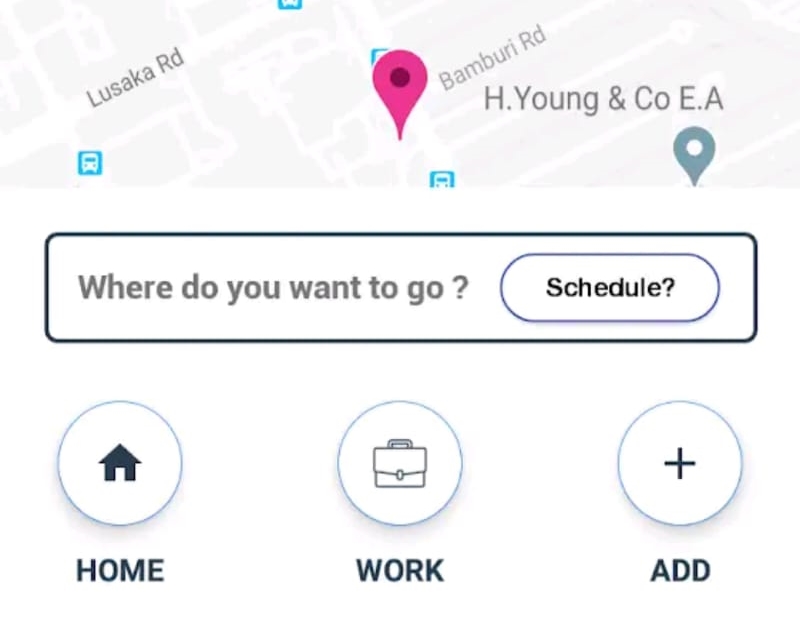 Lusaka Rd
Bamburi Rd
H.Young & Co E.A
Where do you want to go ?
Schedule?
HOME
WORK
ADD